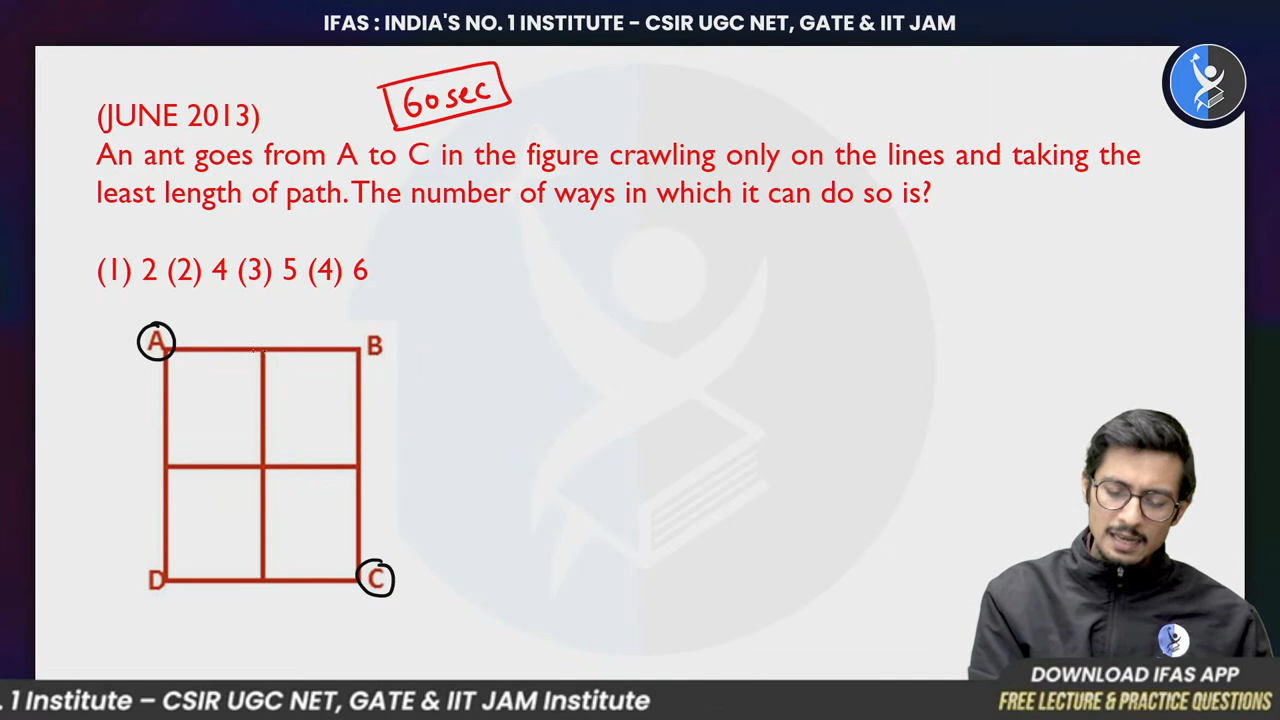 IFAS : INDIA'S NO. 1 INSTITUTE - CSIR UGC NET, GATE & IIT JAM
60 sec
(JUNE 2013)
An ant goes from A to C in the figure crawling only on the lines and taking the
least length of path. The number of ways in which it can do so is?
(1) 2 (2) 4 (3) 5 (4) 6
A
B
D
C
DOWNLOAD IFAS APP
FREE LECTURE & PRACTICE QUESTIONS
. 1 Institute – CSIR UGC NET, GATE & IIT JAM Institute